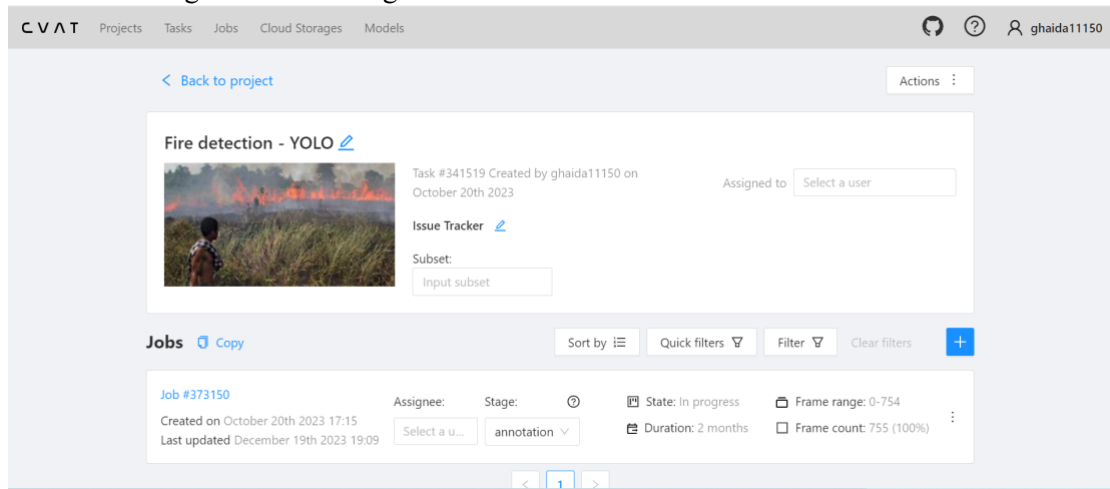 CVAT Projects Tasks Jobs Cloud Storages Models ghaida11150
Back to project
Actions
Fire detection - YOLO
Task #341519 Created by ghaida11150 on
October 20th 2023
Assigned to Select a user
Issue Tracker
Subset:
Input subset
Jobs Copy
Sort by Quick filters Filter Clear filters +
Job #373150
Created on October 20th 2023 17:15
Last updated December 19th 2023 19:09
Assignee:
Select a u...
Stage:
annotation
State: In progress
Duration: 2 months
Frame range: 0-754
Frame count: 755 (100%)
< 1 >